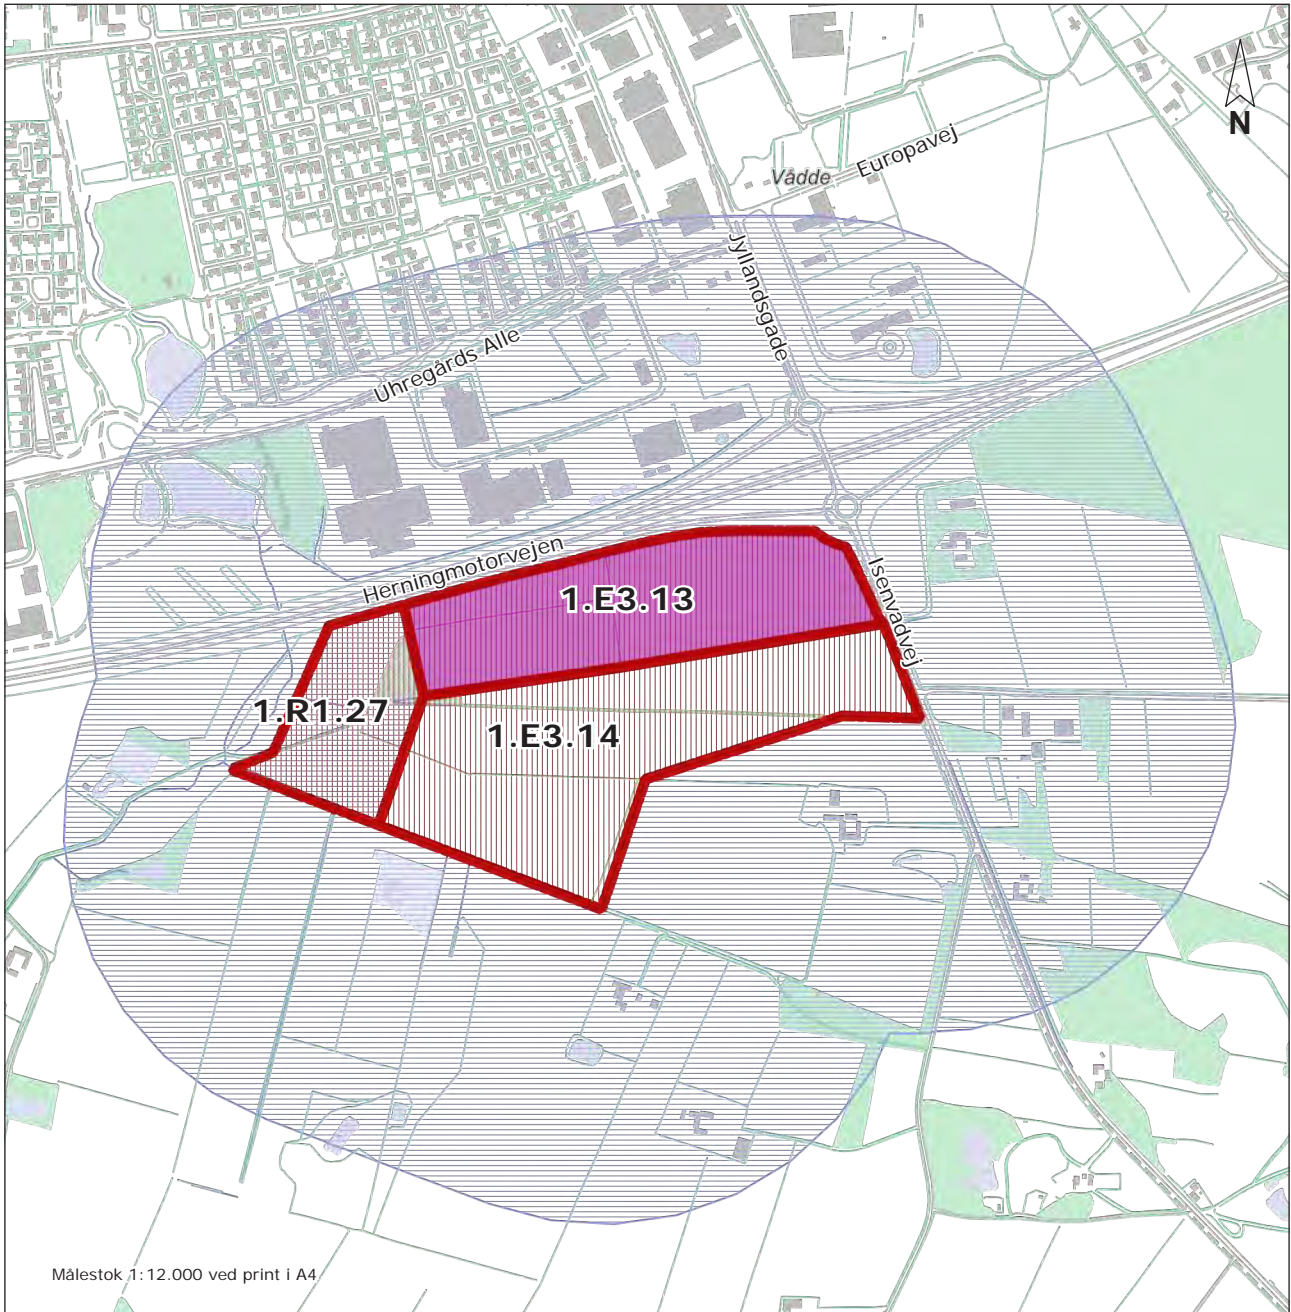 N
Europavej
Vådde
Jyllandsgade
Uhregårds Alle
Herningmotorvejen
Isenvadvej
1.E3.13
1.R1.27
1.E3.14
Målestok 1:12.000 ved print i A4